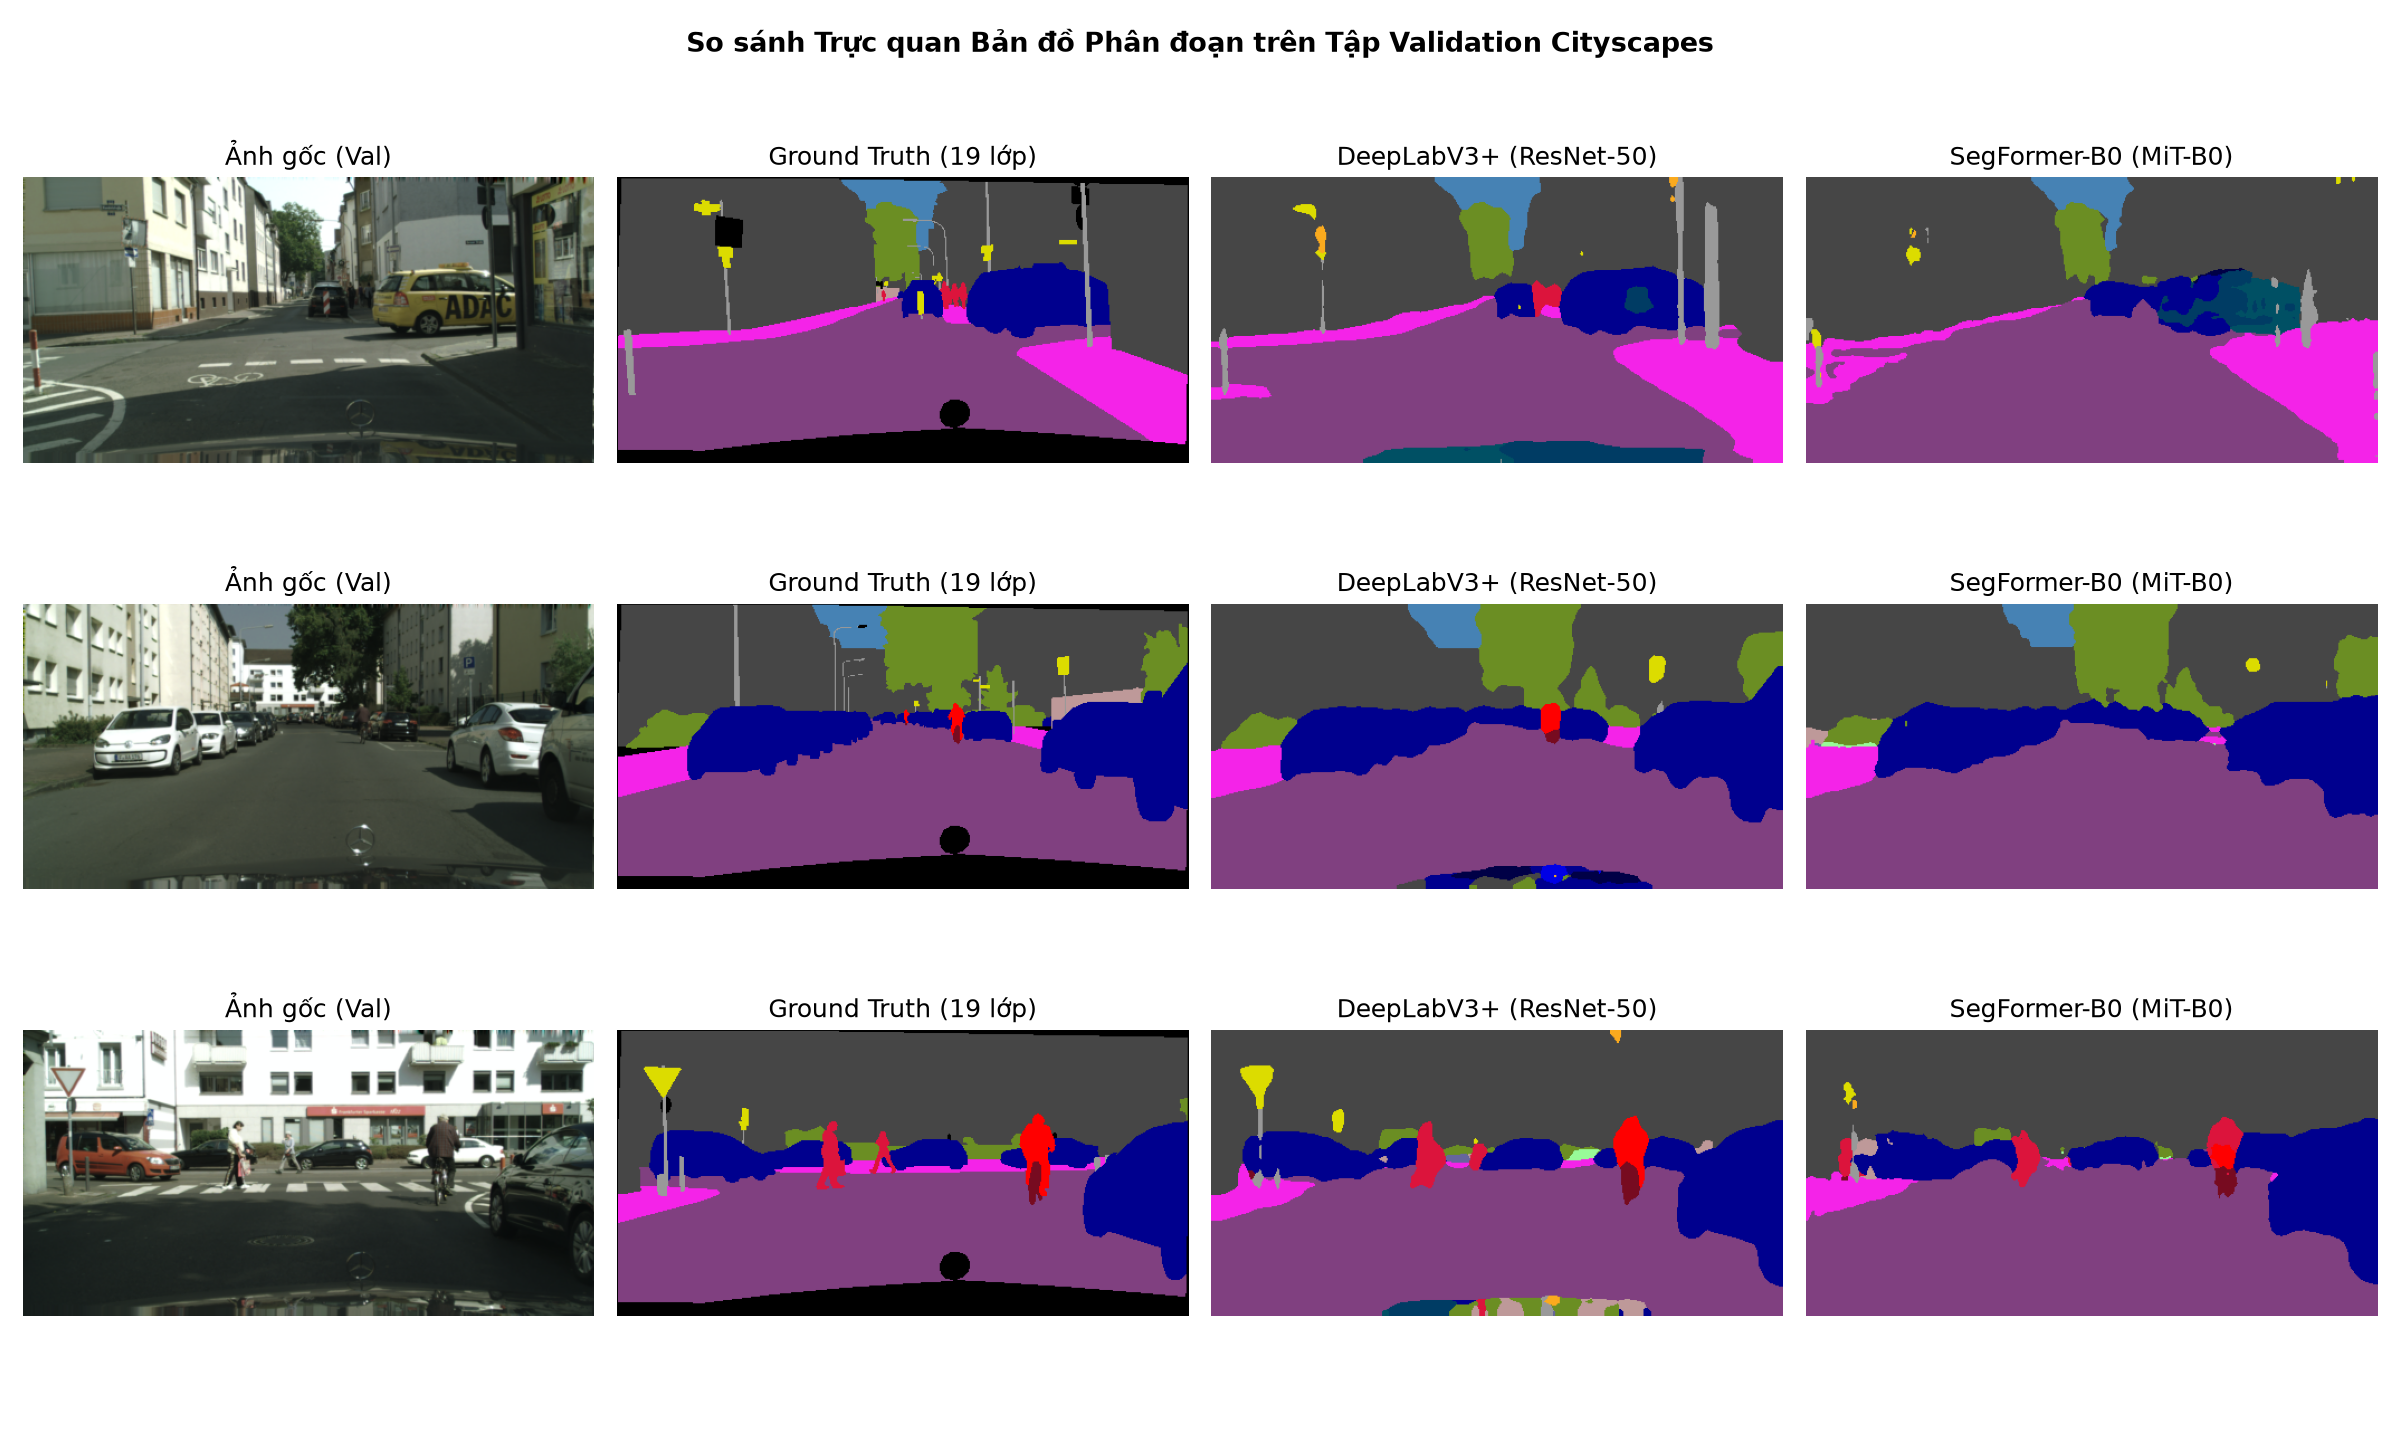 So sánh Trực quan Bản đồ Phân đoạn trên Tập Validation Cityscapes
Ảnh gốc (Val)
Ground Truth (19 lớp)
DeepLabV3+ (ResNet-50)
SegFormer-B0 (MiT-B0)
ADAC
Ảnh gốc (Val)
Ground Truth (19 lớp)
DeepLabV3+ (ResNet-50)
SegFormer-B0 (MiT-B0)
P
Ảnh gốc (Val)
Ground Truth (19 lớp)
DeepLabV3+ (ResNet-50)
SegFormer-B0 (MiT-B0)